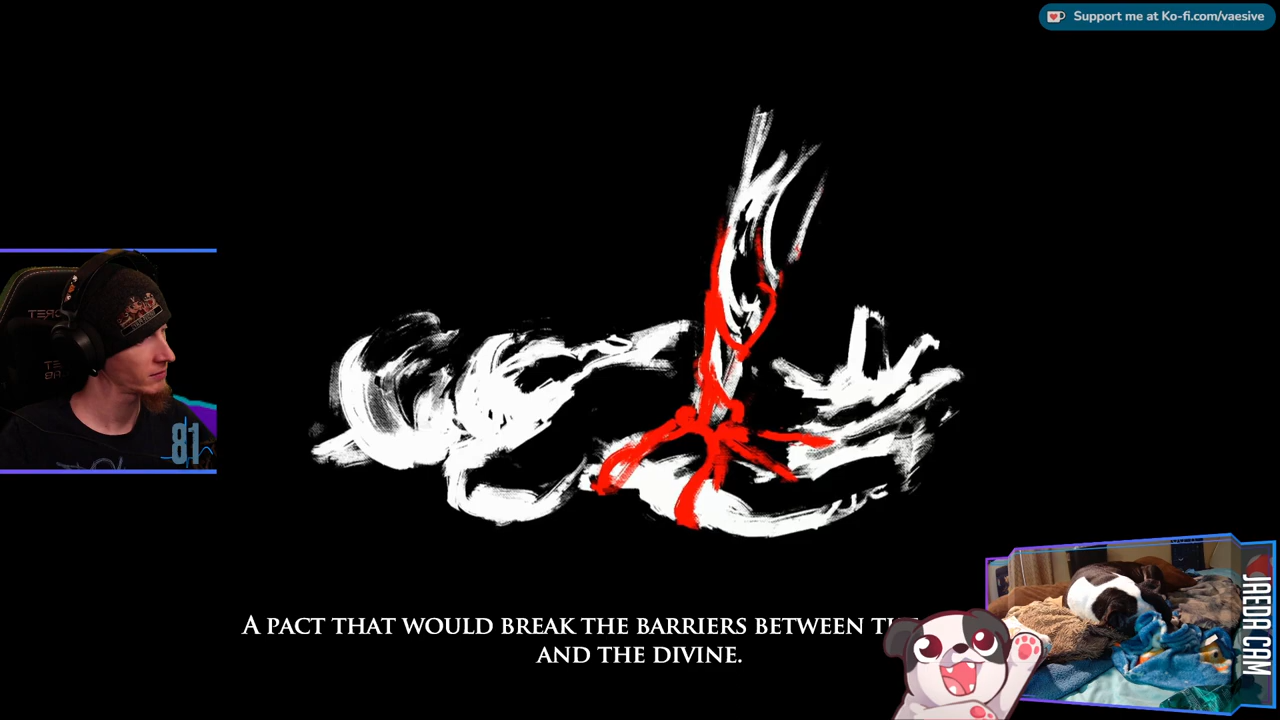 Support me at Ko-fi.com/vaesive
81
A PACT THAT WOULD BREAK THE BARRIERS BETWEEN
AND THE DIVINE.
JAEDA CAM